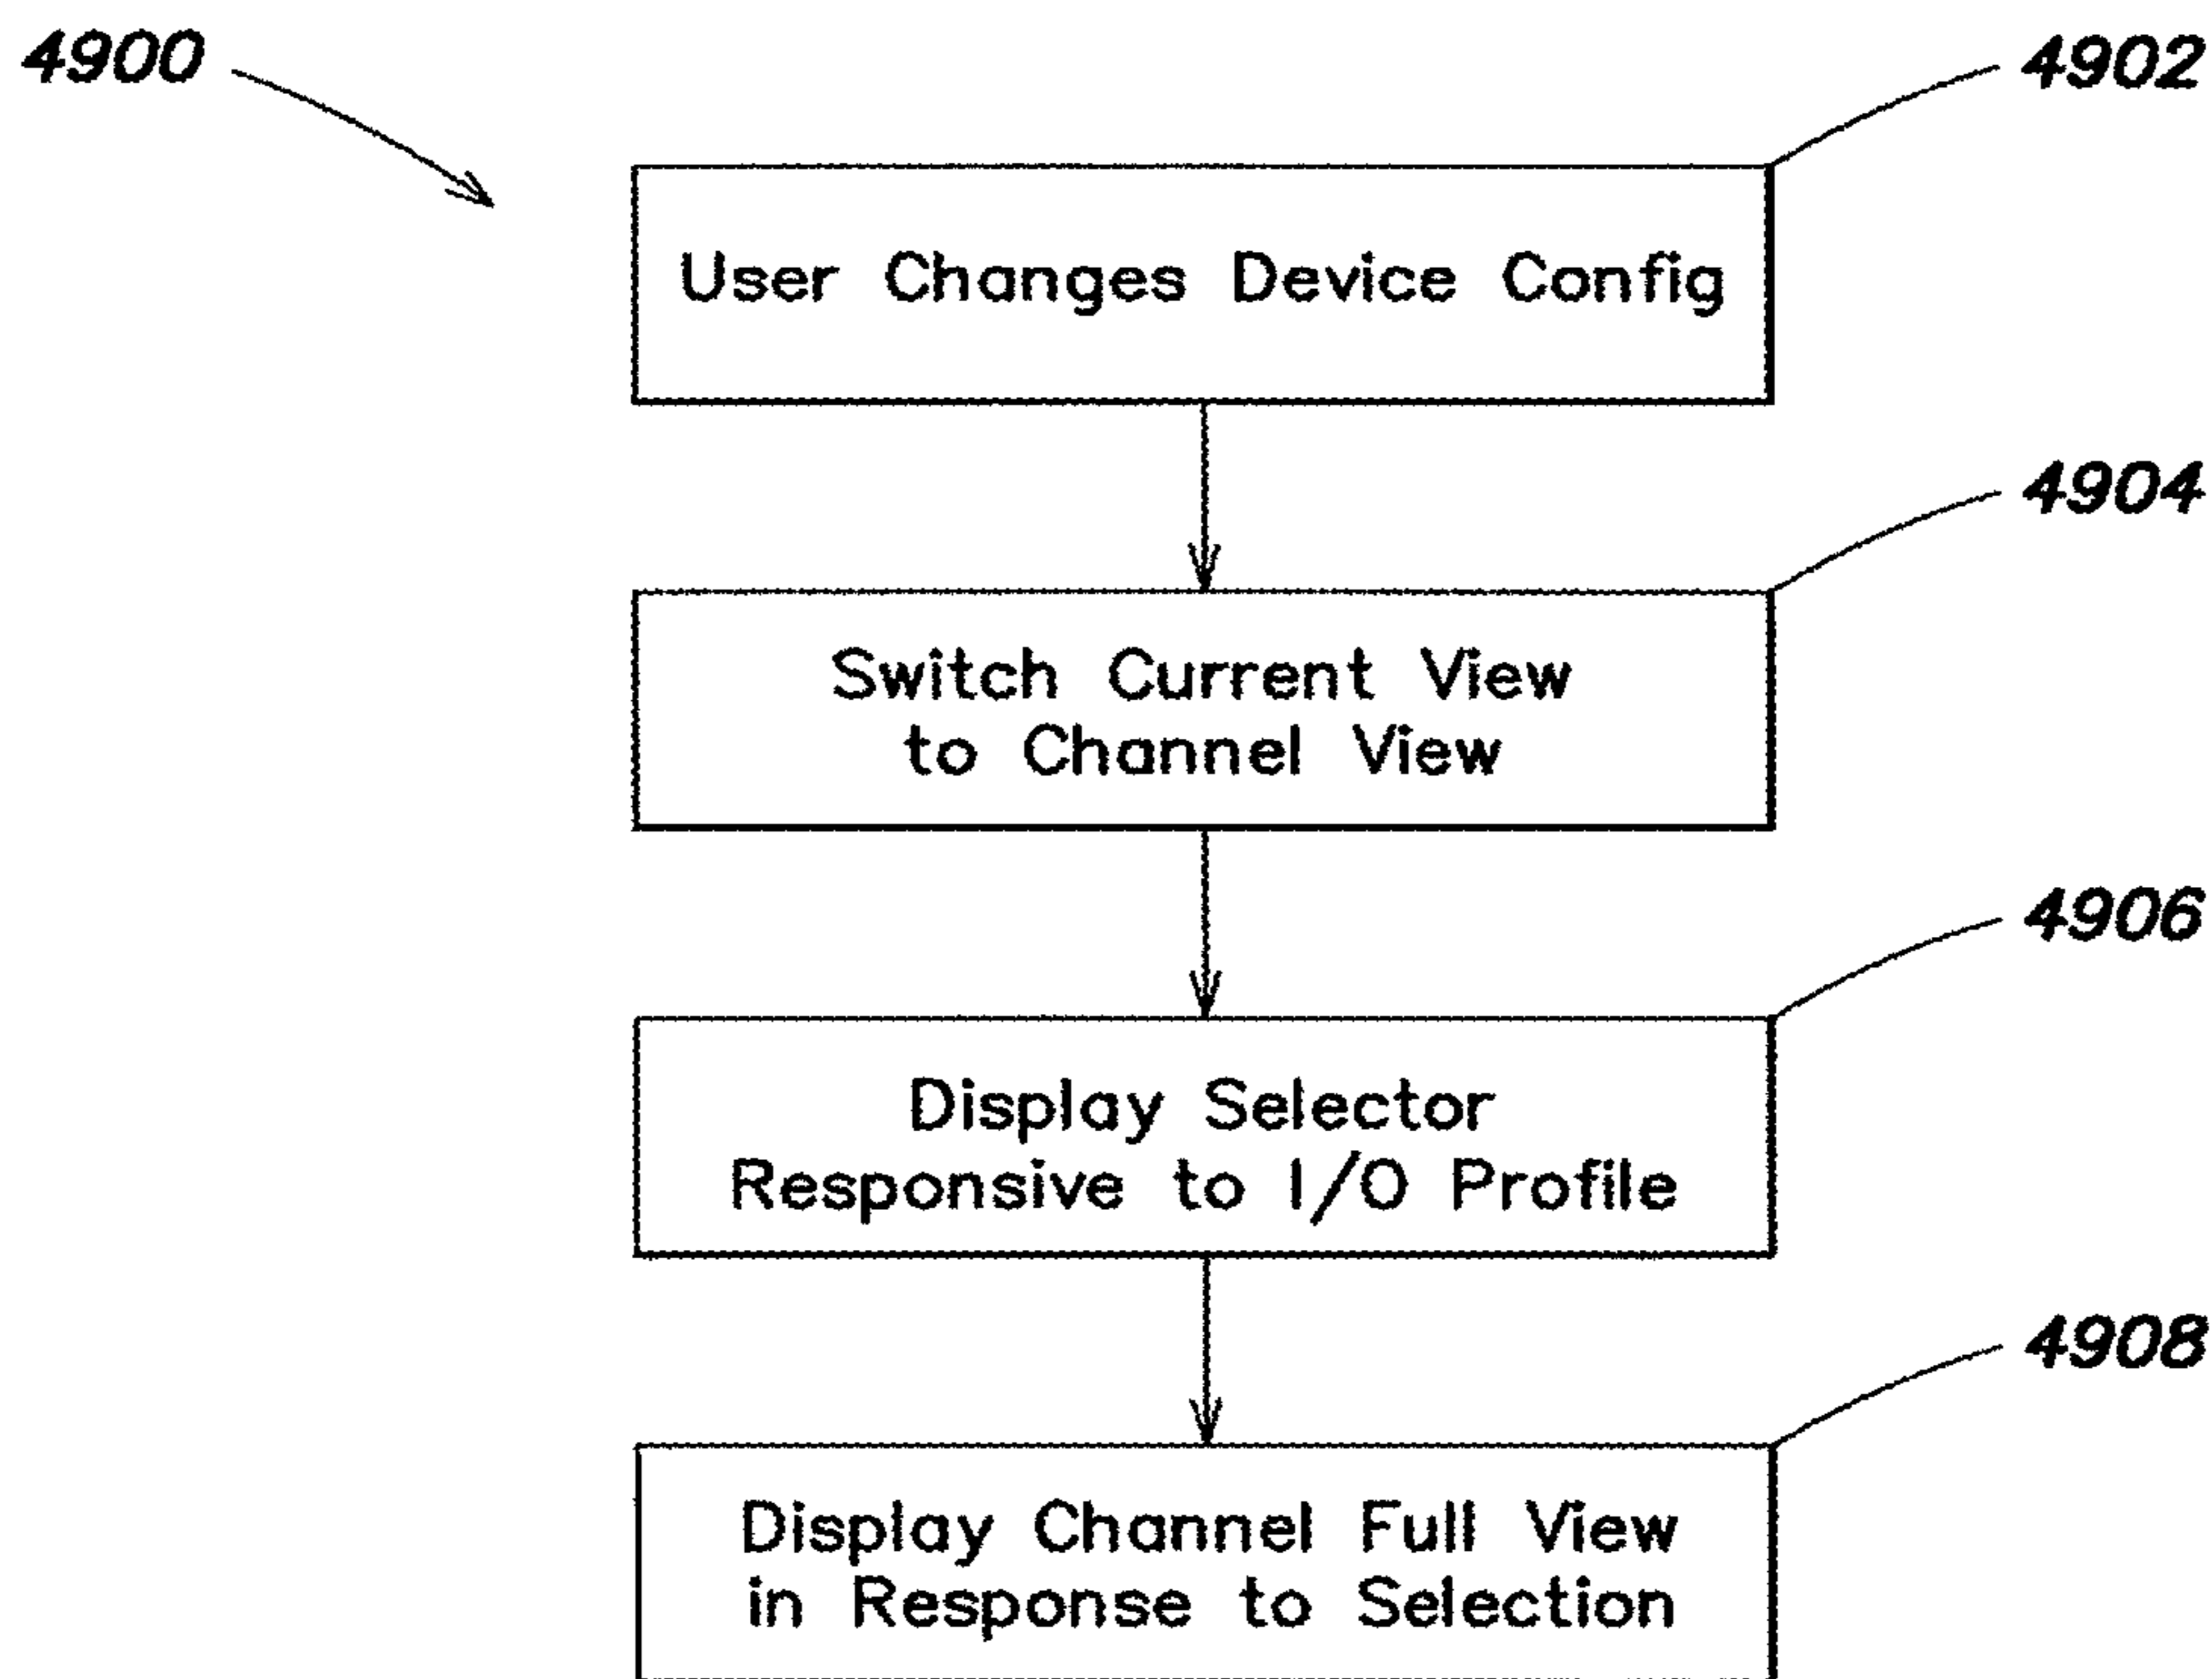 4900
4902
User Changes Device Config
4904
Switch Current View
to Channel View
4906
Display Selector
Responsive to I/O Profile
4908
Display Channel Full View
in Response to Selection